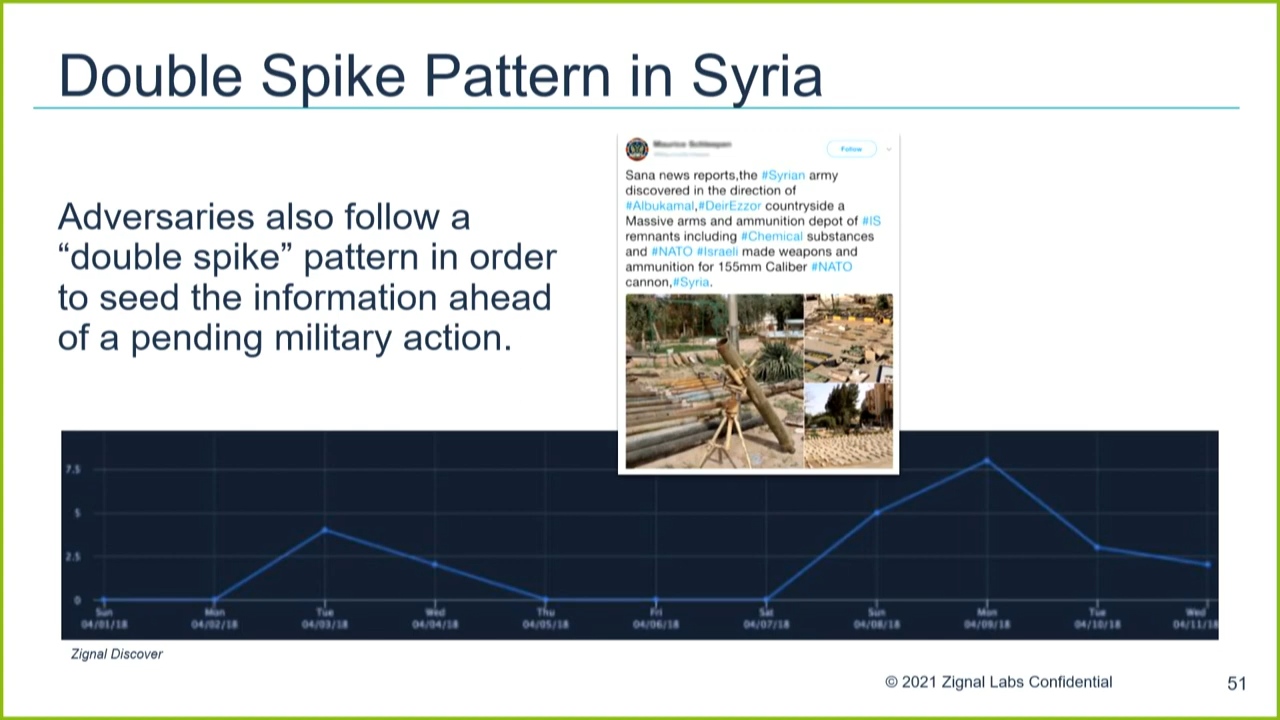 Double Spike Pattern in Syria
Adversaries also follow a
“double spike” pattern in order
to seed the information ahead
of a pending military action.
Follow
Sana news reports,the #Syrian army
discovered in the direction of
#Albukamal,#DeirEzzor countryside a
Massive arms and ammunition depot of #IS
remnants including #Chemical substances
and #NATO #Israeli made weapons and
ammunition for 155mm Caliber #NATO
cannon,#Syria.
7.5
5
2.5
0
Sun Mon Tue Wed Thu Fri Sat Sun Mon Tue Wed
04/01/18 04/02/18 04/03/18 04/04/18 04/05/18 04/06/18 04/07/18 04/08/18 04/09/18 04/10/18 04/11/18
Zignal Discover
© 2021 Zignal Labs Confidential
51